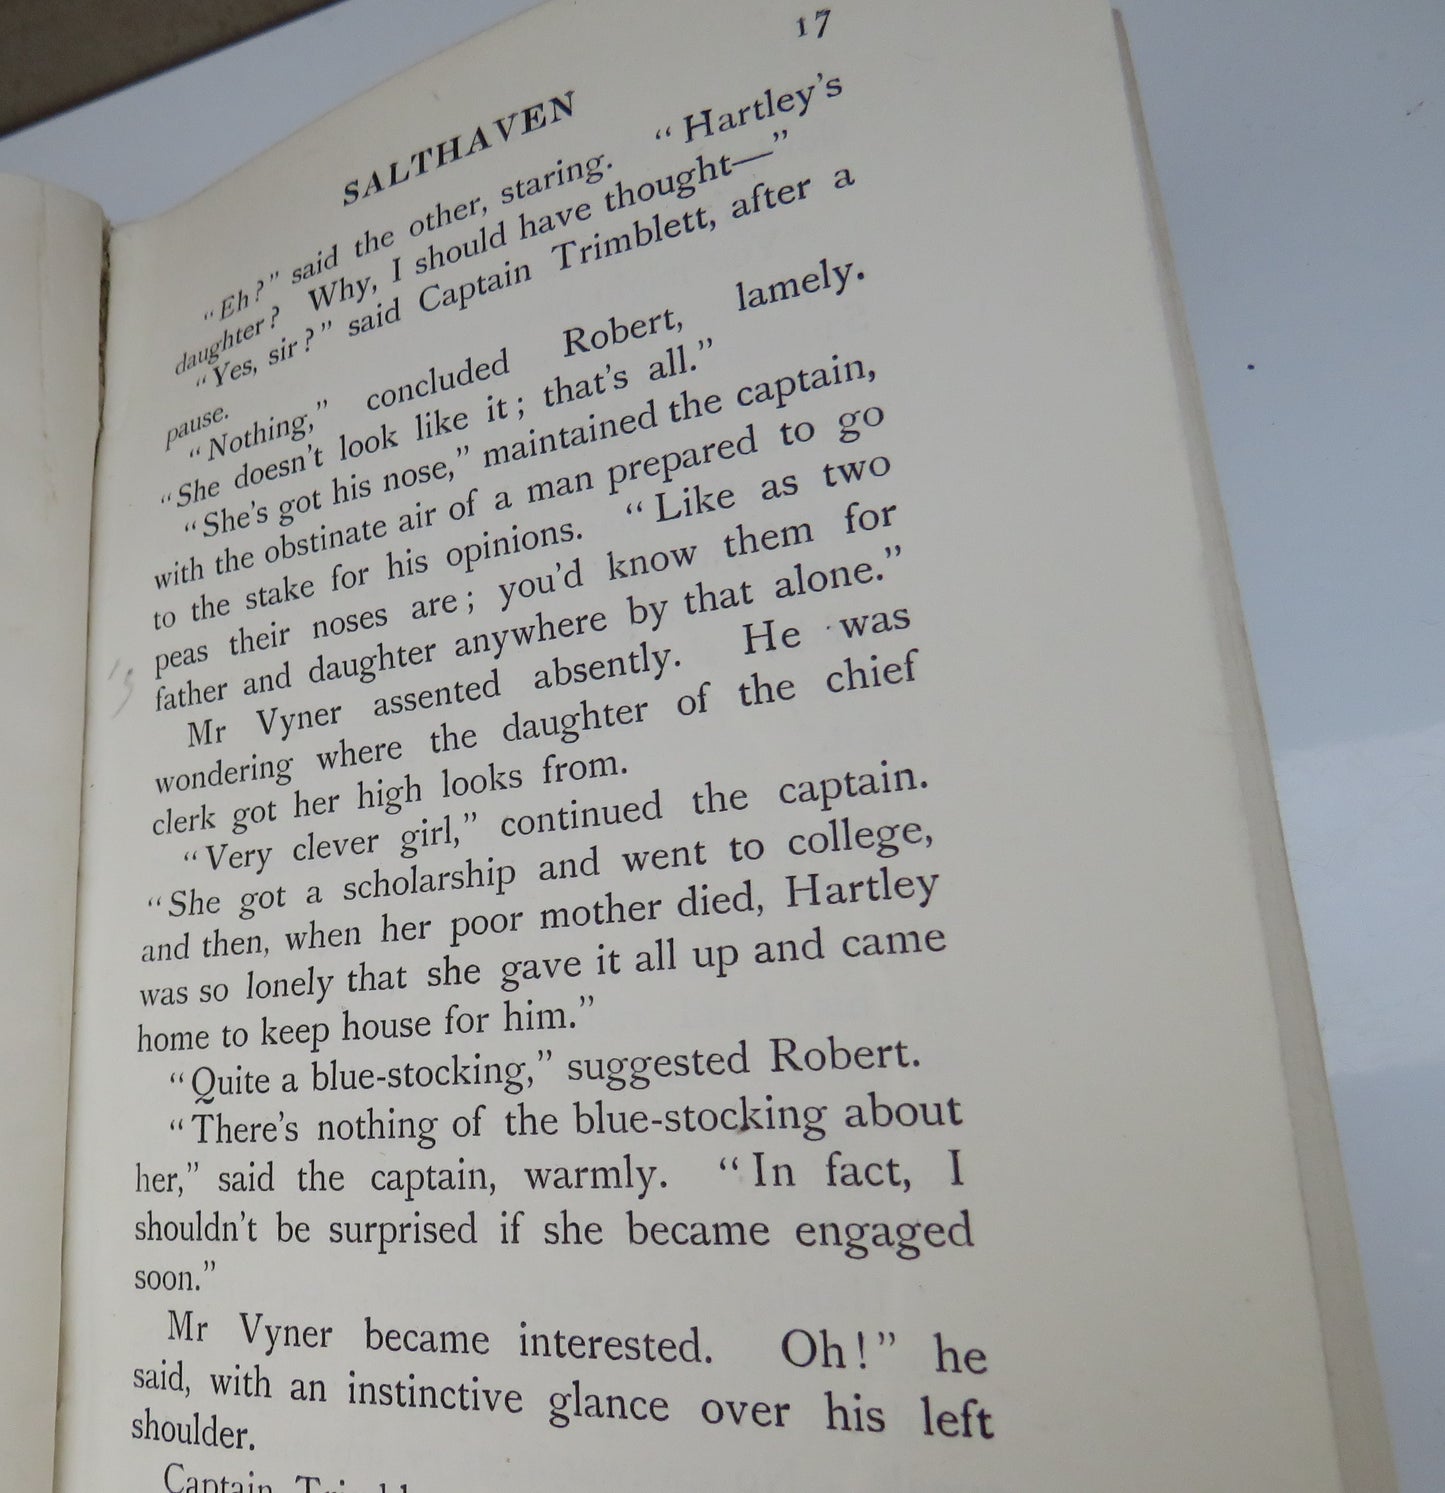 17
SALTHAVEN
“Eh?” said the other, staring. “Hartley’s
daughter? Why, I should have thought—”
“Yes, sir?” said Captain Trimblett, after a
pause.
“Nothing,” concluded Robert, lamely.
“She doesn’t look like it; that’s all.”
“She’s got his nose,” maintained the captain,
with the obstinate air of a man prepared to go
to the stake for his opinions. “Like as two
peas their noses are; you’d know them for
father and daughter anywhere by that alone.”
Mr Vyner assented absently. He was
wondering where the daughter of the chief
clerk got her high looks from.
“Very clever girl,” continued the captain.
“She got a scholarship and went to college,
and then, when her poor mother died, Hartley
was so lonely that she gave it all up and came
home to keep house for him.”
“Quite a blue-stocking,” suggested Robert.
“There’s nothing of the blue-stocking about
her,” said the captain, warmly. “In fact, I
shouldn’t be surprised if she became engaged
soon.”
Mr Vyner became interested. Oh!” he
said, with an instinctive glance over his left
shoulder.
Captain